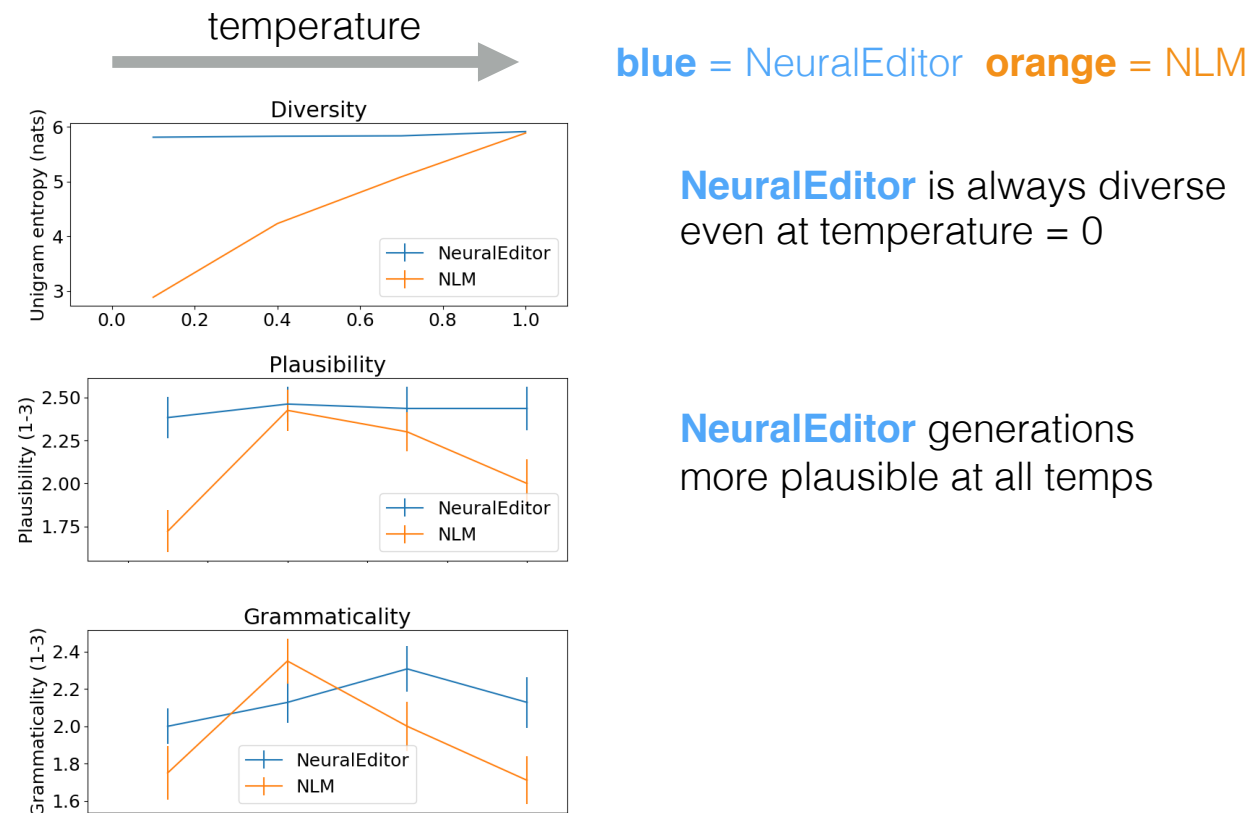 temperature
blue = NeuralEditor orange = NLM
Diversity
Unigram entropy (nats)
6
5
4
3
NeuralEditor
NLM
0.0 0.2 0.4 0.6 0.8 1.0
NeuralEditor is always diverse
even at temperature = 0
Plausibility
Plausibility (1-3)
2.50
2.25
2.00
1.75
NeuralEditor
NLM
NeuralEditor generations
more plausible at all temps
Grammaticality
Grammaticality (1-3)
2.4
2.2
2.0
1.8
1.6
NeuralEditor
NLM